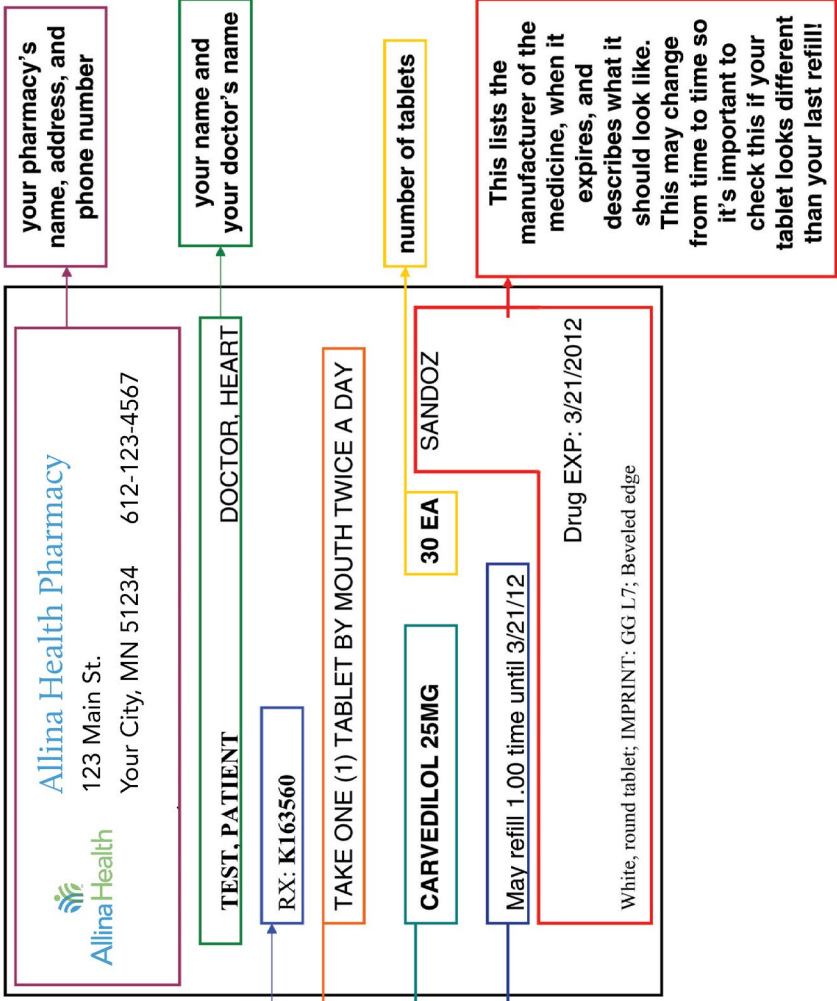 AllinaHealth
Allina Health Pharmacy
123 Main St.
Your City, MN 51234 612-123-4567
TEST, PATIENT DOCTOR, HEART
RX: K163560
TAKE ONE (1) TABLET BY MOUTH TWICE A DAY
CARVEDILOL 25MG 30 EA SANDOZ
May refill 1.00 time until 3/21/12
Drug EXP: 3/21/2012
White, round tablet; IMPRINT: GG L7; Beveled edge
your pharmacy's
name, address, and
phone number
your name and
your doctor's name
number of tablets
This lists the
manufacturer of the
medicine, when it
expires, and
describes what it
should look like.
This may change
from time to time so
it's important to
check this if your
tablet looks different
than your last refill!